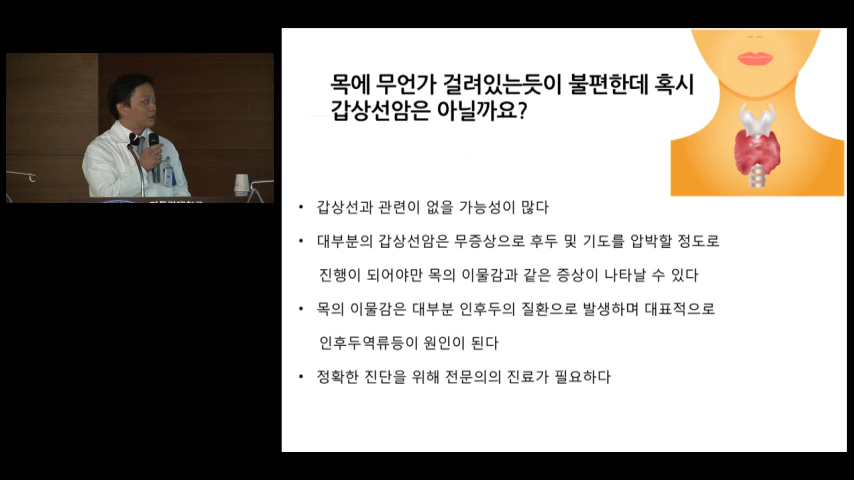 목에 무언가 걸려있는듯이 불편한데 혹시
갑상선암은 아닐까요?
• 갑상선과 관련이 없을 가능성이 많다
• 대부분의 갑상선암은 무증상으로 후두 및 기도를 압박할 정도로
진행이 되어야만 목의 이물감과 같은 증상이 나타날 수 있다
• 목의 이물감은 대부분 인후두의 질환으로 발생하며 대표적으로
인후두역류등이 원인이 된다
• 정확한 진단을 위해 전문의의 진료가 필요하다